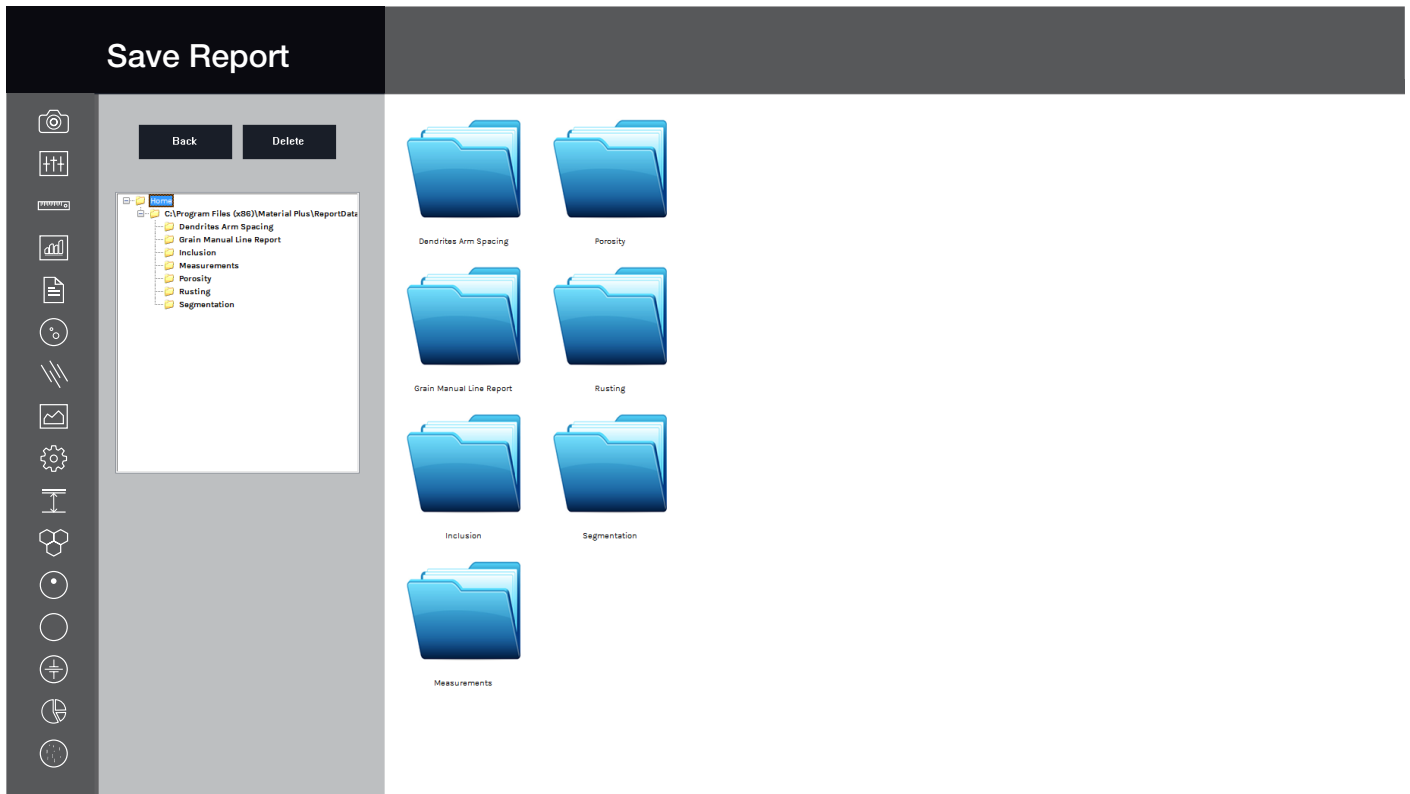 Save Report
Back
Delete
Home
C:\Program Files (x86)\Material Plus\ReportData
Dendrites Arm Spacing
Grain Manual Line Report
Inclusion
Measurements
Porosity
Rusting
Segmentation
Dendrites Arm Spacing
Porosity
Grain Manual Line Report
Rusting
Inclusion
Segmentation
Measurements